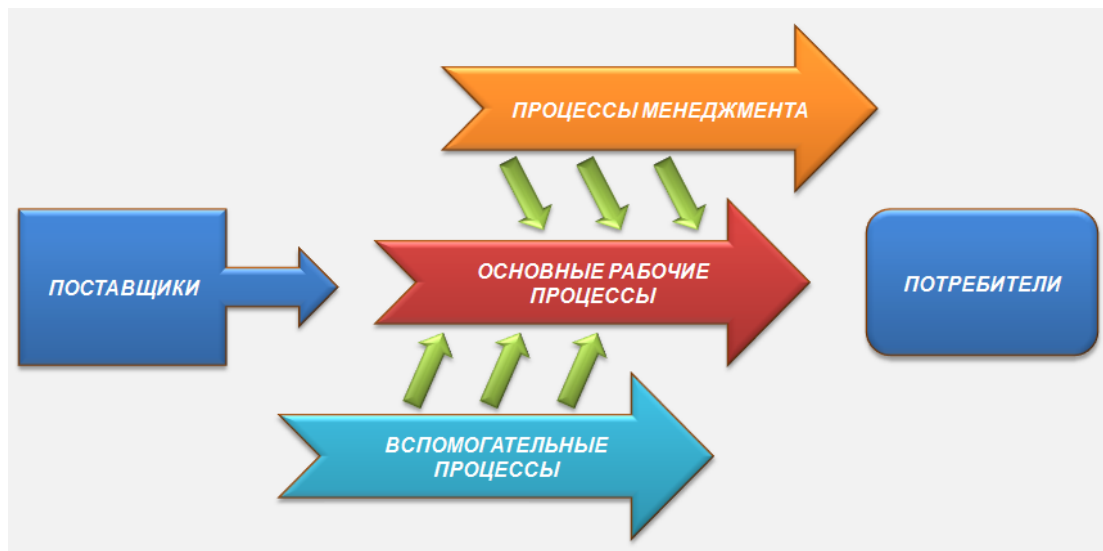 ПРОЦЕССЫ МЕНЕДЖМЕНТА
ПОСТАВЩИКИ
ОСНОВНЫЕ РАБОЧИЕ
ПРОЦЕССЫ
ПОТРЕБИТЕЛИ
ВСПОМОГАТЕЛЬНЫЕ
ПРОЦЕССЫ